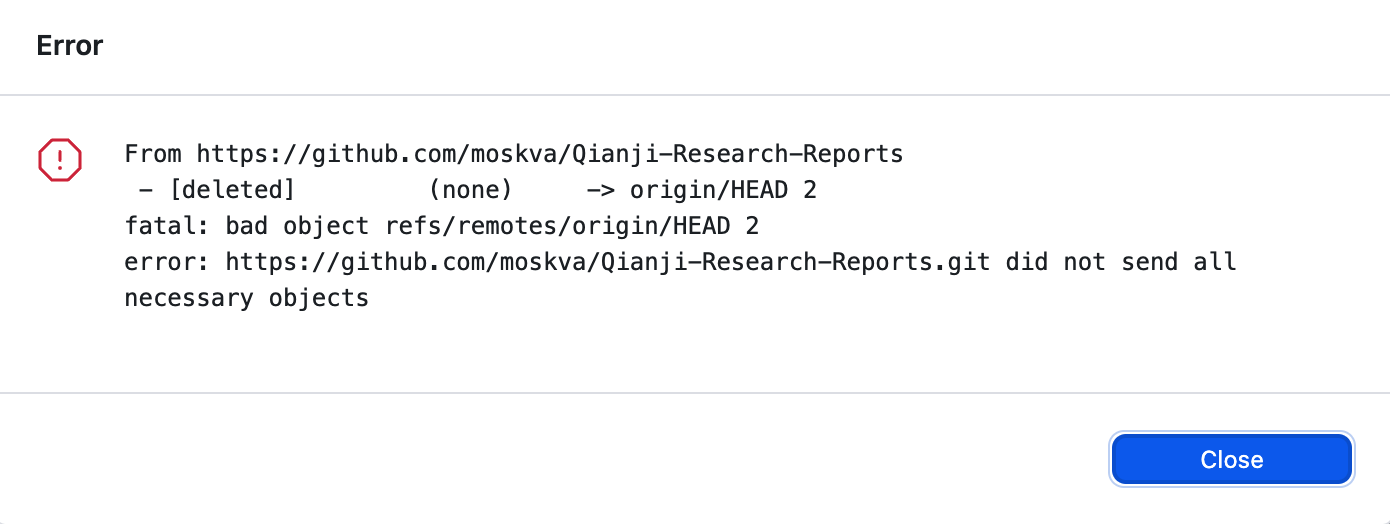 Error
From https://github.com/moskva/Qianji-Research-Reports
 - [deleted]         (none)     -> origin/HEAD 2
fatal: bad object refs/remotes/origin/HEAD 2
error: https://github.com/moskva/Qianji-Research-Reports.git did not send all
necessary objects
Close